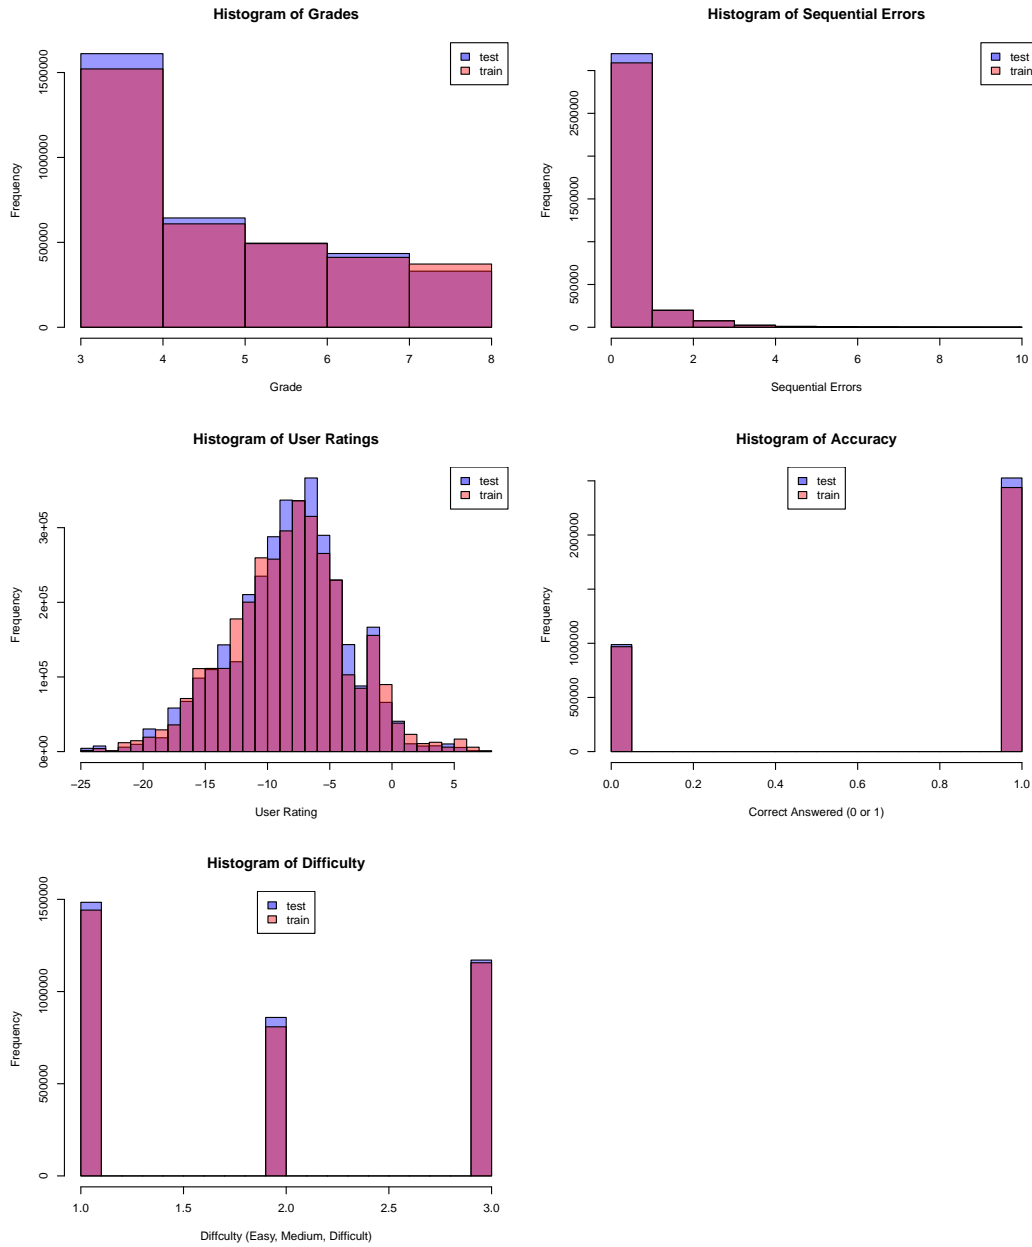 Histogram of Grades
test
train
Frequency
0
500000
1000000
1500000
3
4
5
6
7
8
Grade
Histogram of Sequential Errors
test
train
Frequency
0
500000
1500000
2500000
0
2
4
6
8
10
Sequential Errors
Histogram of User Ratings
test
train
Frequency
0e+00
1e+05
2e+05
3e+05
−25
−20
−15
−10
−5
0
5
User Rating
Histogram of Accuracy
test
train
Frequency
0
500000
1000000
2000000
0.0
0.2
0.4
0.6
0.8
1.0
Correct Answered (0 or 1)
Histogram of Difficulty
test
train
Frequency
0
500000
1000000
1500000
1.0
1.5
2.0
2.5
3.0
Diffculty (Easy, Medium, Difficult)